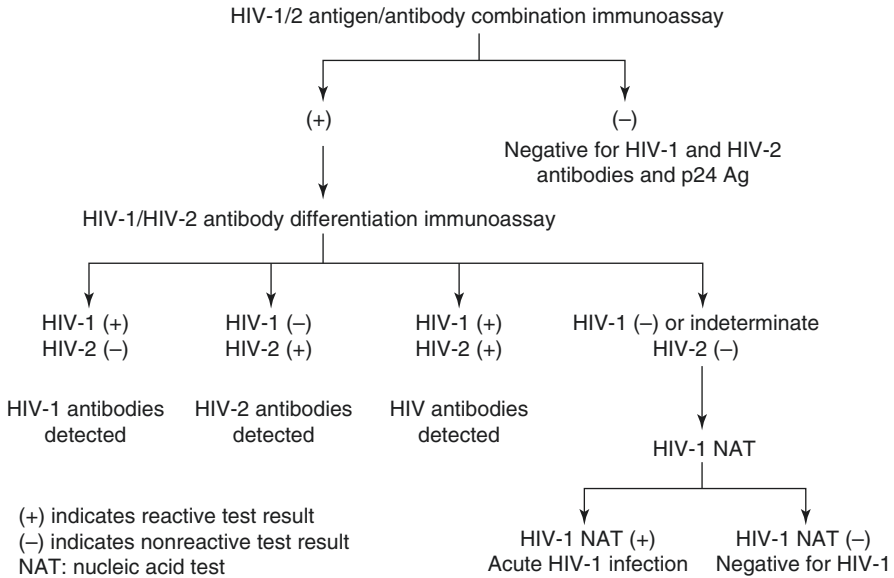 HIV-1/2 antigen/antibody combination immunoassay
(+)
(–)
Negative for HIV-1 and HIV-2
antibodies and p24 Ag
HIV-1/HIV-2 antibody differentiation immunoassay
HIV-1 (+)
HIV-2 (–)
HIV-1 antibodies
detected
HIV-1 (–)
HIV-2 (+)
HIV-2 antibodies
detected
HIV-1 (+)
HIV-2 (+)
HIV antibodies
detected
HIV-1 (–) or indeterminate
HIV-2 (–)
HIV-1 NAT
HIV-1 NAT (+)
Acute HIV-1 infection
HIV-1 NAT (–)
Negative for HIV-1
(+) indicates reactive test result
(–) indicates nonreactive test result
NAT: nucleic acid test